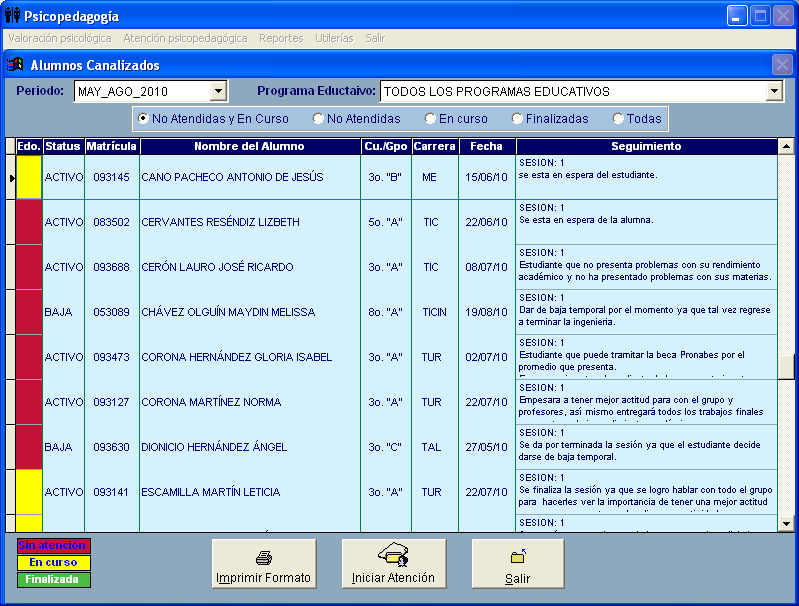 Psicopedagogía
Valoración psicológica Atención psicopedagógica Reportes Utilerías Salir
Alumnos Canalizados
Periodo: MAY_AGO_2010 Programa Eductaivo: TODOS LOS PROGRAMAS EDUCATIVOS
No Atendidas y En Curso No Atendidas En curso Finalizadas Todas
Edo. Status Matrícula Nombre del Alumno Cu./Gpo Carrera Fecha Seguimiento
SESION: 1
ACTIVO 093145 CANO PACHECO ANTONIO DE JESÚS 3o. "B" ME 15/06/10 se esta en espera del estudiante.
SESION: 1
ACTIVO 083502 CERVANTES RESÉNDIZ LIZBETH 5o. "A" TIC 22/06/10 Se esta en espera de la alumna.
SESION: 1
ACTIVO 093688 CERÓN LAURO JOSÉ RICARDO 3o. "A" TIC 08/07/10 Estudiante que no presenta problemas con su rendimiento
académico y no ha presentado problemas con sus materias.
SESION: 1
BAJA 053089 CHÁVEZ OLGUÍN MAYDIN MELISSA 8o. "A" TICIN 19/08/10 Dar de baja temporal por el momento ya que tal vez regrese
a terminar la ingenieria.
SESION: 1
ACTIVO 093473 CORONA HERNÁNDEZ GLORIA ISABEL 3o. "A" TUR 02/07/10 Estudiante que puede tramitar la beca Pronabes por el
promedio que presenta.
SESION: 1
ACTIVO 093127 CORONA MARTÍNEZ NORMA 3o. "A" TUR 22/07/10 Empesara a tener mejor actitud para con el grupo y
profesores, así mismo entregará todos los trabajos finales
SESION: 1
BAJA 093630 DIONICIO HERNÁNDEZ ÁNGEL 3o. "C" TAL 27/05/10 Se da por terminada la sesión ya que el estudiante decide
darse de baja temporal.
SESION: 1
ACTIVO 093141 ESCAMILLA MARTÍN LETICIA 3o. "A" TUR 22/07/10 Se finaliza la sesión ya que se logro hablar con todo el grupo
para hacerles ver la importancia de tener una mejor actitud
SESION: 1
Sin atención
En curso
Finalizada
Imprimir Formato Iniciar Atención Salir